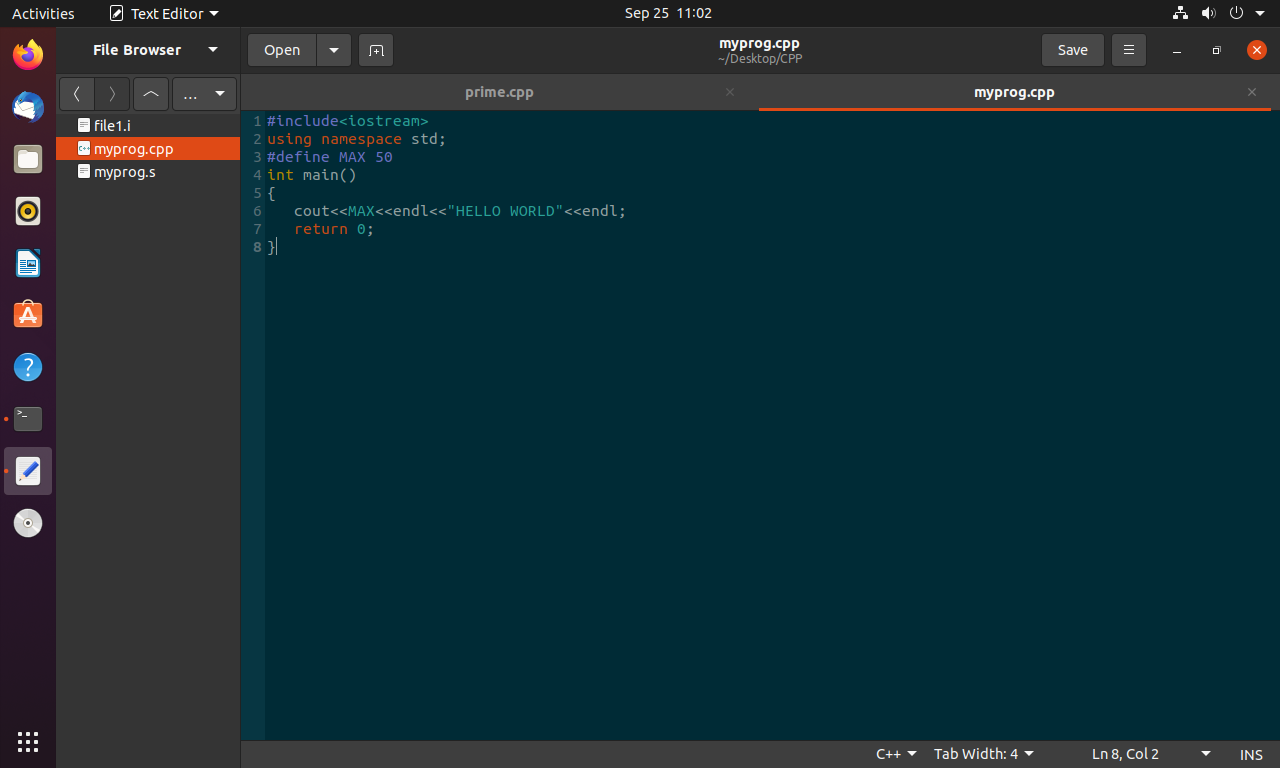 Activities Text Editor Sep 25 11:02
File Browser Open myprog.cpp Save
~/Desktop/CPP
... prime.cpp myprog.cpp
file1.i
myprog.cpp
myprog.s
1 #include<iostream>
2 using namespace std;
3 #define MAX 50
4 int main()
5 {
6 cout<<MAX<<endl<<"HELLO WORLD"<<endl;
7 return 0;
8 }
C++ Tab Width: 4 Ln 8, Col 2 INS